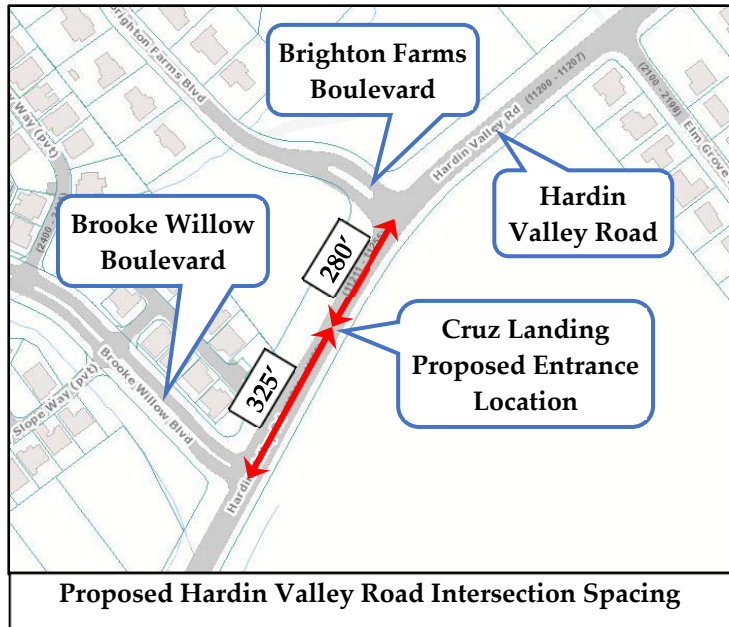 Brighton Farms
Boulevard
Brighton Farms Blvd
Hardin Valley Rd
(11200 - 11207)
(2100 - 2198)
Elm Grove
Way (pvt)
(2400 -
Brooke Willow
Boulevard
Hardin
Valley Road
280′
Cruz Landing
Proposed Entrance
Location
325′
Brooke Willow Blvd
Slope Way (pvt)
Hardin
Proposed Hardin Valley Road Intersection Spacing